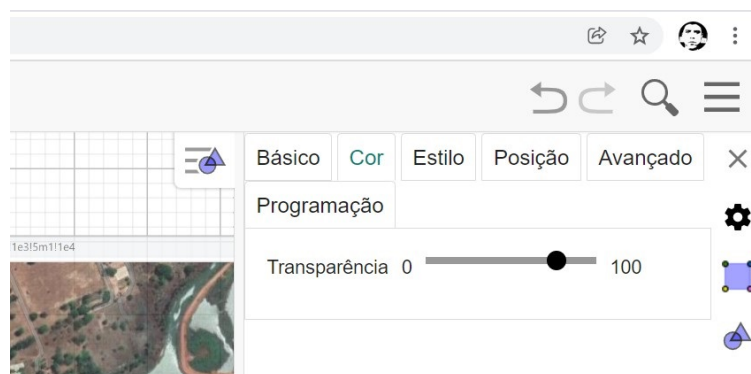 Básico Cor Estilo Posição Avançado
Programação
1e3!5m1!1e4
Transparência 0 100